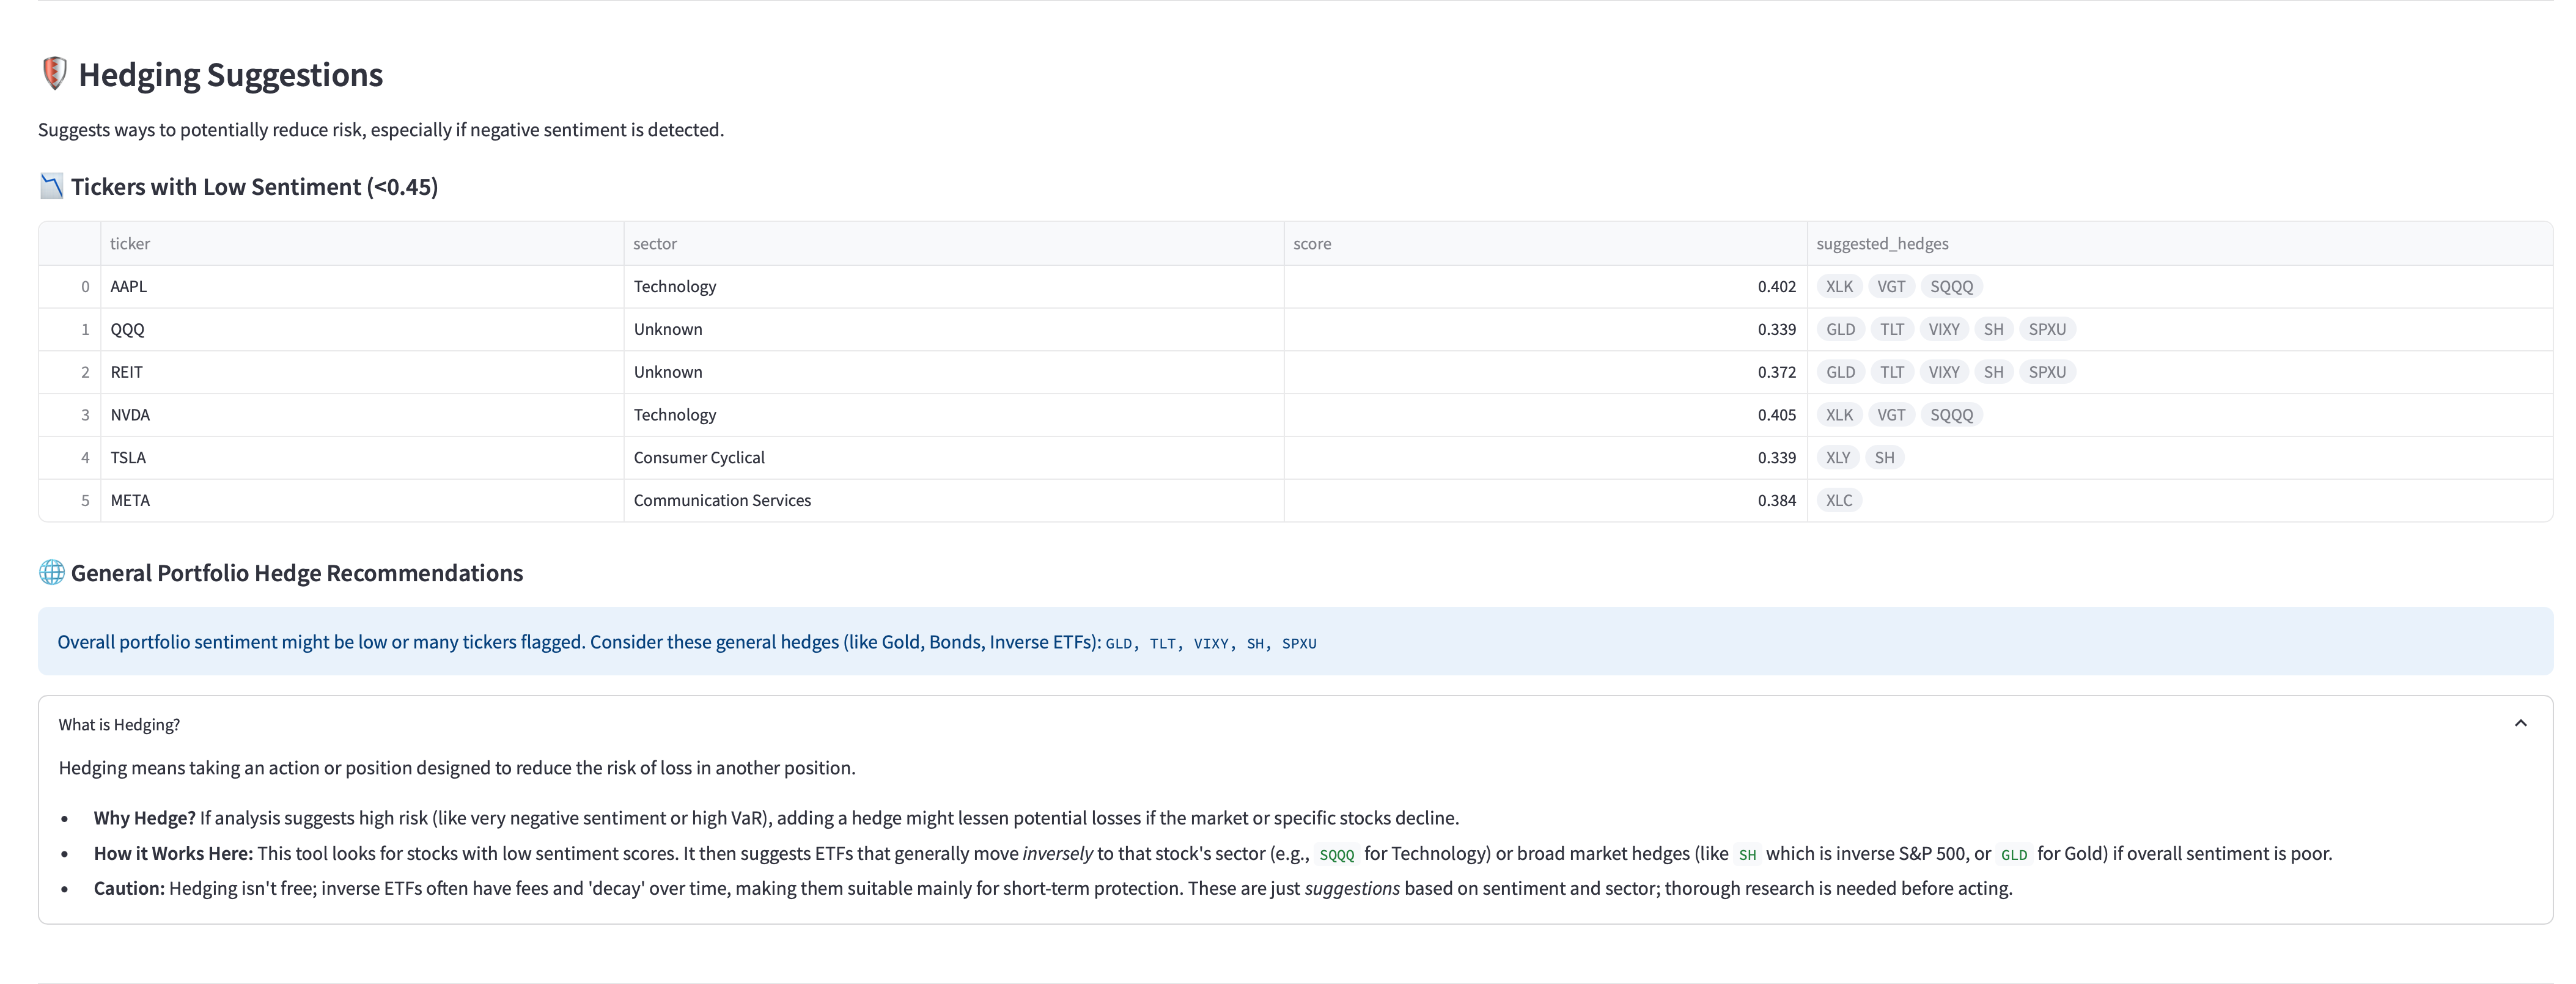 Hedging Suggestions
Suggests ways to potentially reduce risk, especially if negative sentiment is detected.
Tickers with Low Sentiment (<0.45)
ticker sector score suggested_hedges
0 AAPL Technology 0.402 XLK VGT SQQQ
1 QQQ Unknown 0.339 GLD TLT VIXY SH SPXU
2 REIT Unknown 0.372 GLD TLT VIXY SH SPXU
3 NVDA Technology 0.405 XLK VGT SQQQ
4 TSLA Consumer Cyclical 0.339 XLY SH
5 META Communication Services 0.384 XLC
General Portfolio Hedge Recommendations
Overall portfolio sentiment might be low or many tickers flagged. Consider these general hedges (like Gold, Bonds, Inverse ETFs): GLD, TLT, VIXY, SH, SPXU
What is Hedging?
Hedging means taking an action or position designed to reduce the risk of loss in another position.
• Why Hedge? If analysis suggests high risk (like very negative sentiment or high VaR), adding a hedge might lessen potential losses if the market or specific stocks decline.
• How it Works Here: This tool looks for stocks with low sentiment scores. It then suggests ETFs that generally move inversely to that stock's sector (e.g., SQQQ for Technology) or broad market hedges (like SH which is inverse S&P 500, or GLD for Gold) if overall sentiment is poor.
• Caution: Hedging isn't free; inverse ETFs often have fees and 'decay' over time, making them suitable mainly for short-term protection. These are just suggestions based on sentiment and sector; thorough research is needed before acting.